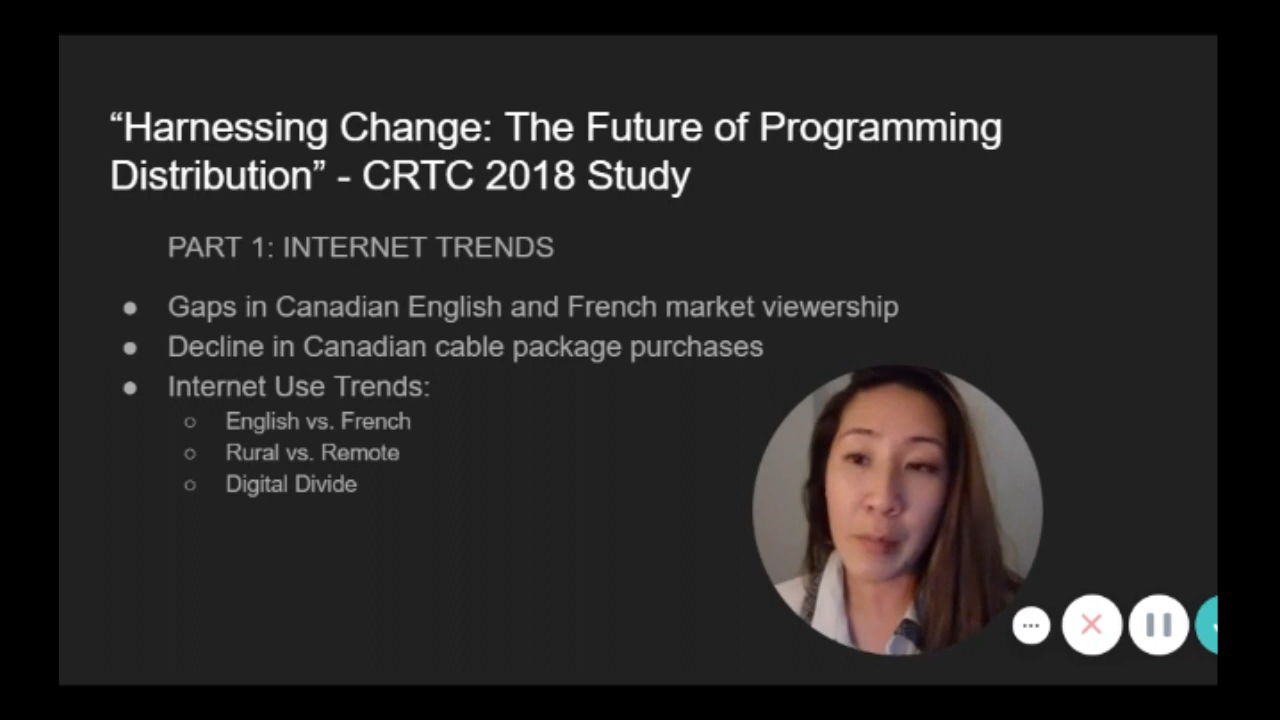 “Harnessing Change: The Future of Programming
Distribution” - CRTC 2018 Study
PART 1: INTERNET TRENDS
● Gaps in Canadian English and French market viewership
● Decline in Canadian cable package purchases
● Internet Use Trends:
○ English vs. French
○ Rural vs. Remote
○ Digital Divide